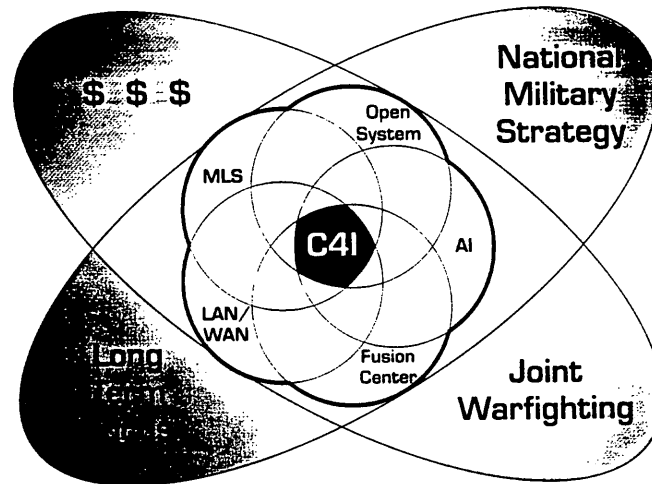 $ $ $
National
Military
Strategy
Open
System
MLS
C4I
AI
LAN/
WAN
Fusion
Center
Long
Joint
Warfighting